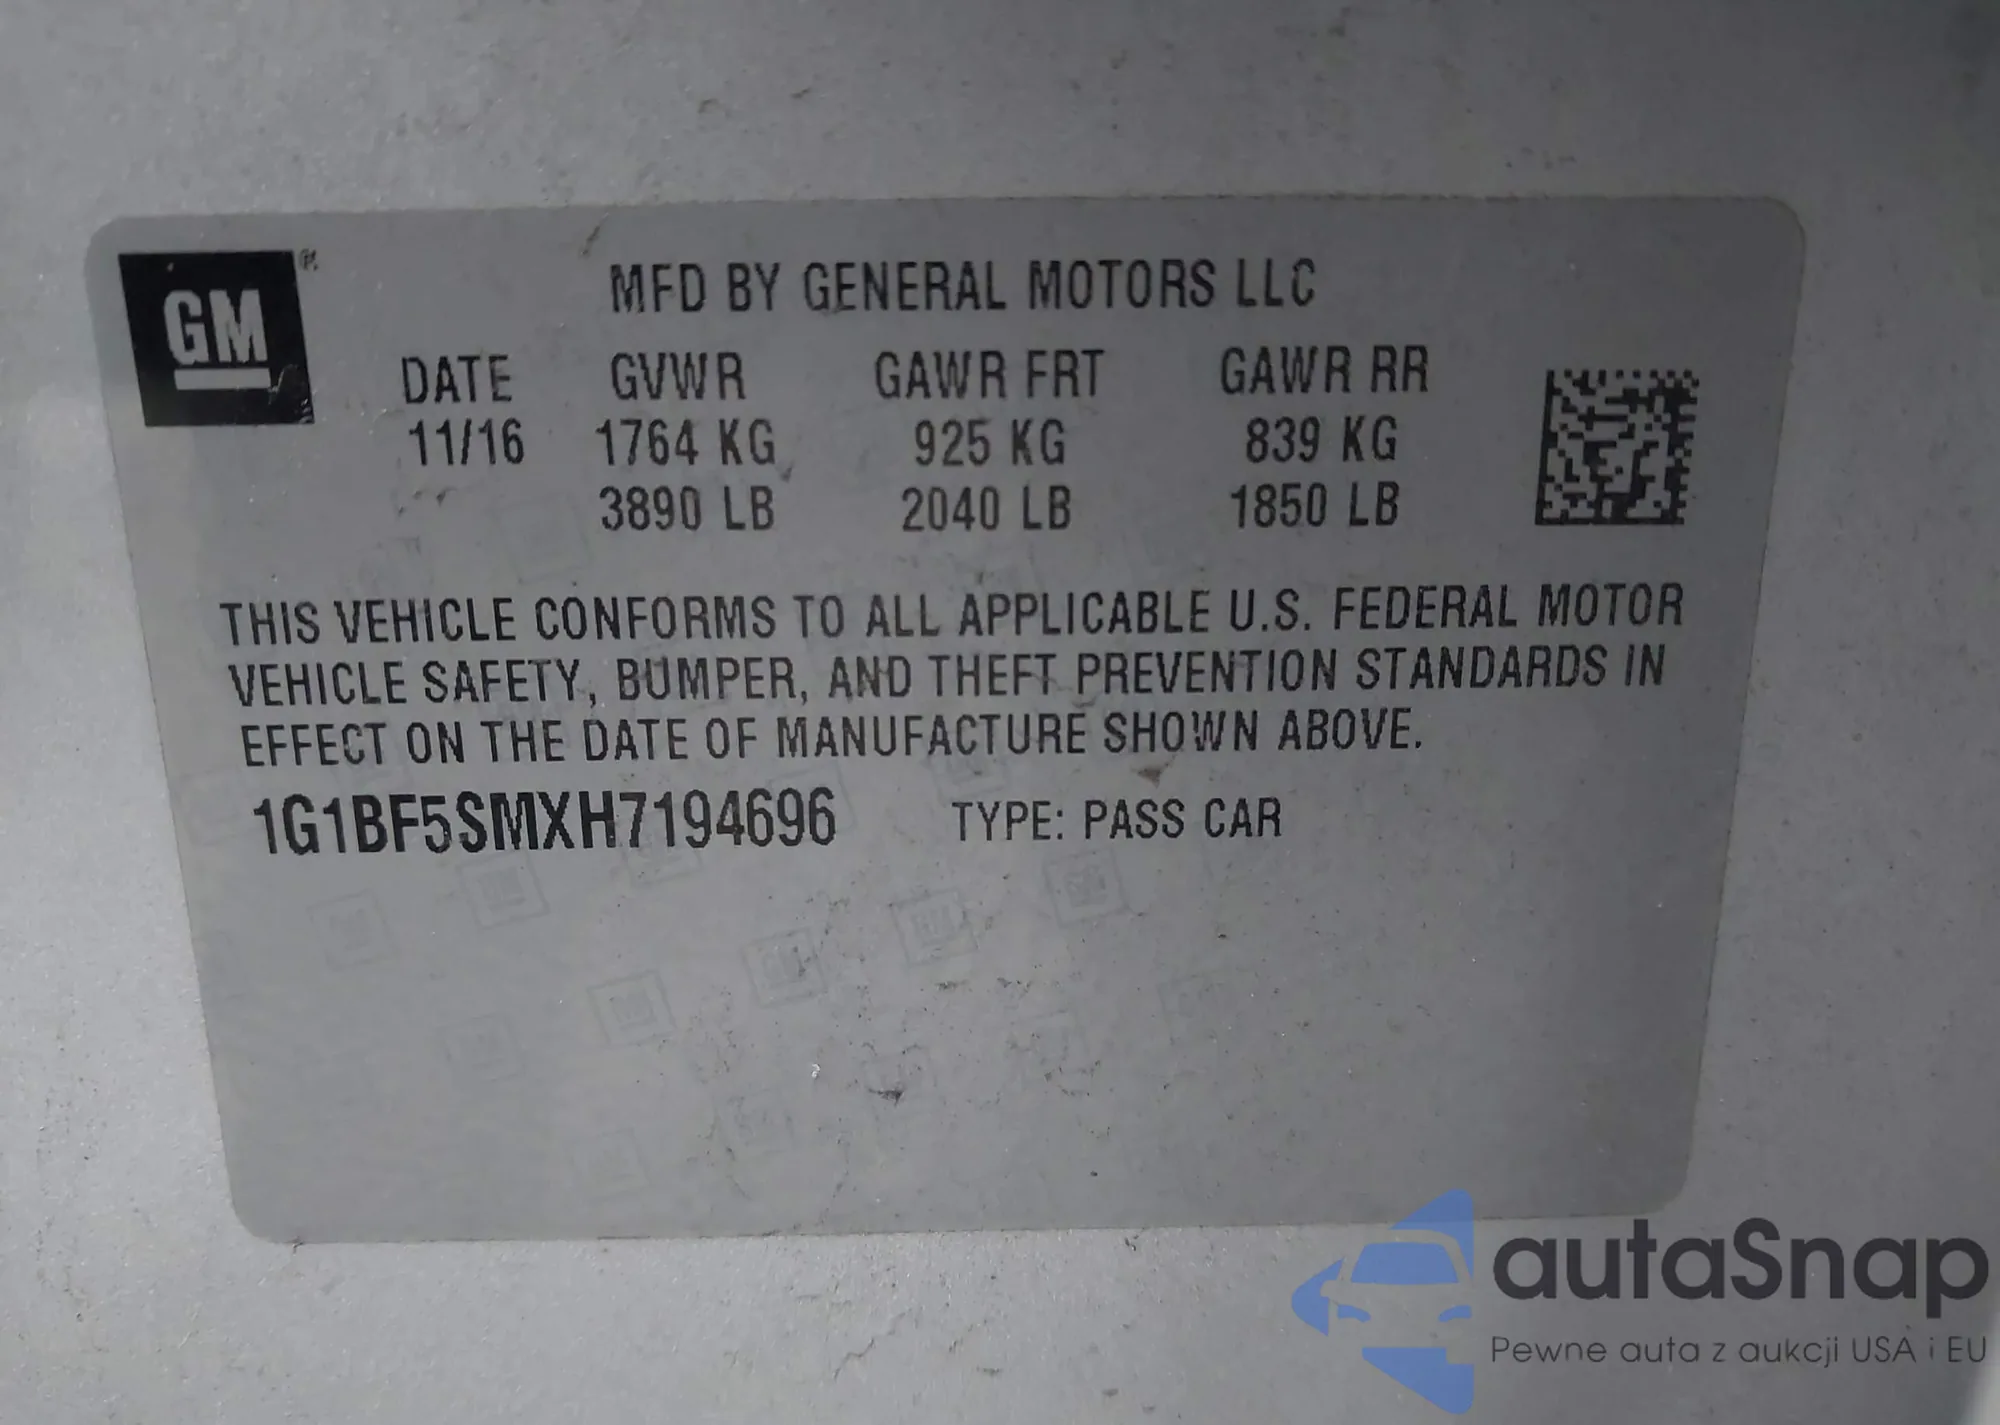 GM®
MFD BY GENERAL MOTORS LLC
DATE GVWR GAWR FRT GAWR RR
11/16 1764 KG 925 KG 839 KG
3890 LB 2040 LB 1850 LB
THIS VEHICLE CONFORMS TO ALL APPLICABLE U.S. FEDERAL MOTOR
VEHICLE SAFETY, BUMPER, AND THEFT PREVENTION STANDARDS IN
EFFECT ON THE DATE OF MANUFACTURE SHOWN ABOVE.
1G1BF5SMXH7194696 TYPE: PASS CAR
autaSnap
Pewne auta z aukcji USA i EU